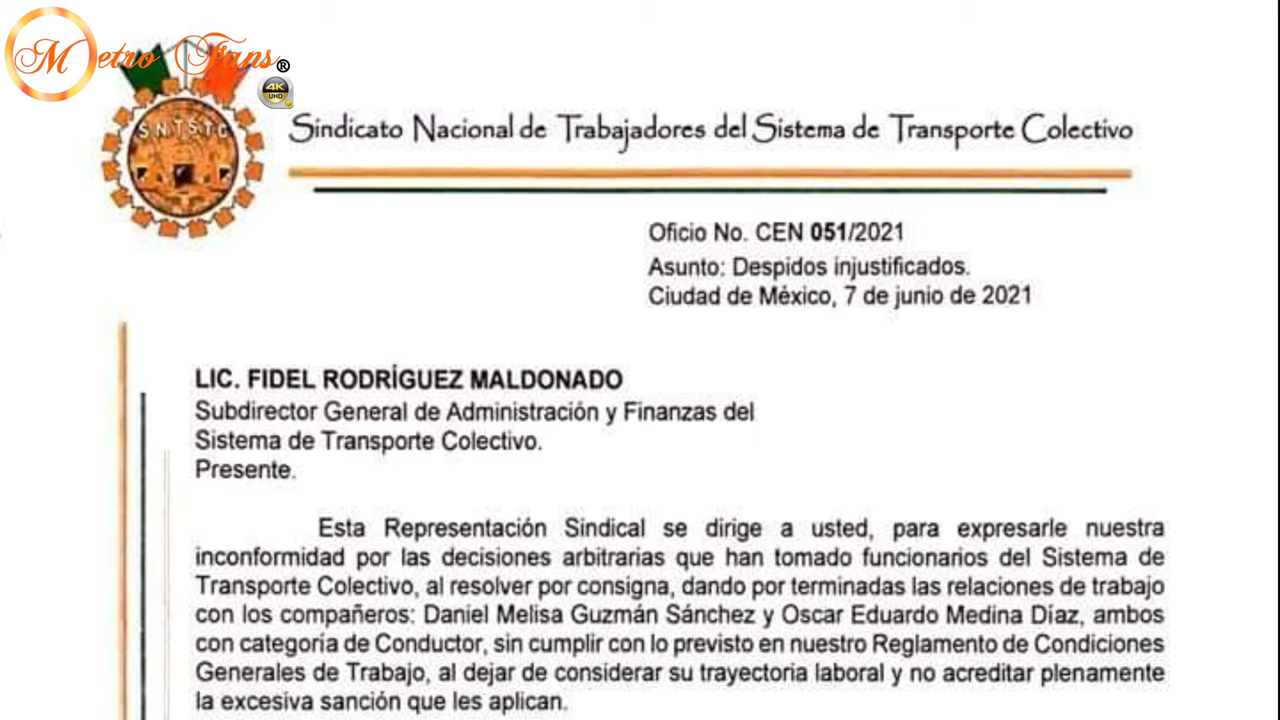 Metro Fans®
4K
UHD
S.N.T.S.T.C
Sindicato Nacional de Trabajadores del Sistema de Transporte Colectivo
Oficio No. CEN 051/2021
Asunto: Despidos injustificados.
Ciudad de México, 7 de junio de 2021
LIC. FIDEL RODRÍGUEZ MALDONADO
Subdirector General de Administración y Finanzas del
Sistema de Transporte Colectivo.
Presente.
Esta Representación Sindical se dirige a usted, para expresarle nuestra
inconformidad por las decisiones arbitrarias que han tomado funcionarios del Sistema de
Transporte Colectivo, al resolver por consigna, dando por terminadas las relaciones de trabajo
con los compañeros: Daniel Melisa Guzmán Sánchez y Oscar Eduardo Medina Díaz, ambos
con categoría de Conductor, sin cumplir con lo previsto en nuestro Reglamento de Condiciones
Generales de Trabajo, al dejar de considerar su trayectoria laboral y no acreditar plenamente
la excesiva sanción que les aplican.